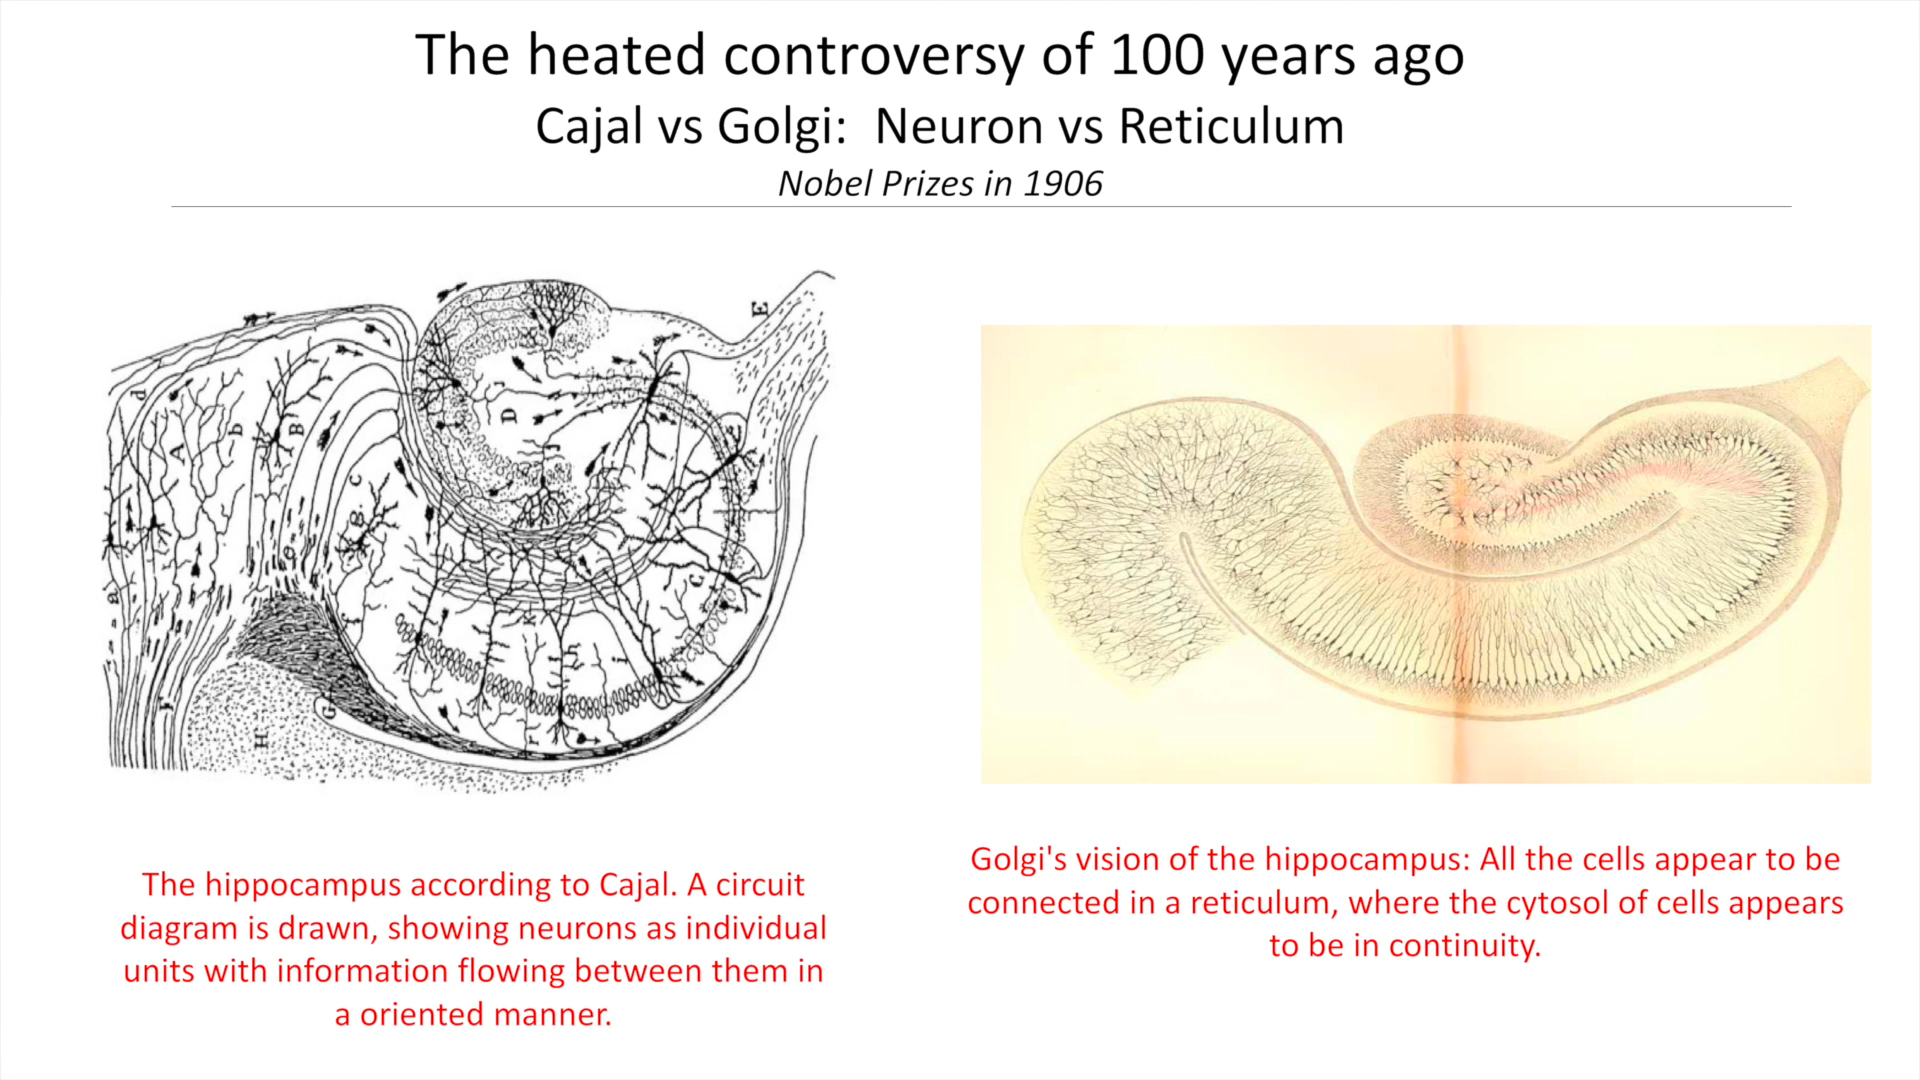 The heated controversy of 100 years ago
Cajal vs Golgi: Neuron vs Reticulum
Nobel Prizes in 1906
E
D
A
b
B
d
C
g
c
H
G
F
The hippocampus according to Cajal. A circuit
diagram is drawn, showing neurons as individual
units with information flowing between them in
a oriented manner.
Golgi's vision of the hippocampus: All the cells appear to be
connected in a reticulum, where the cytosol of cells appears
to be in continuity.